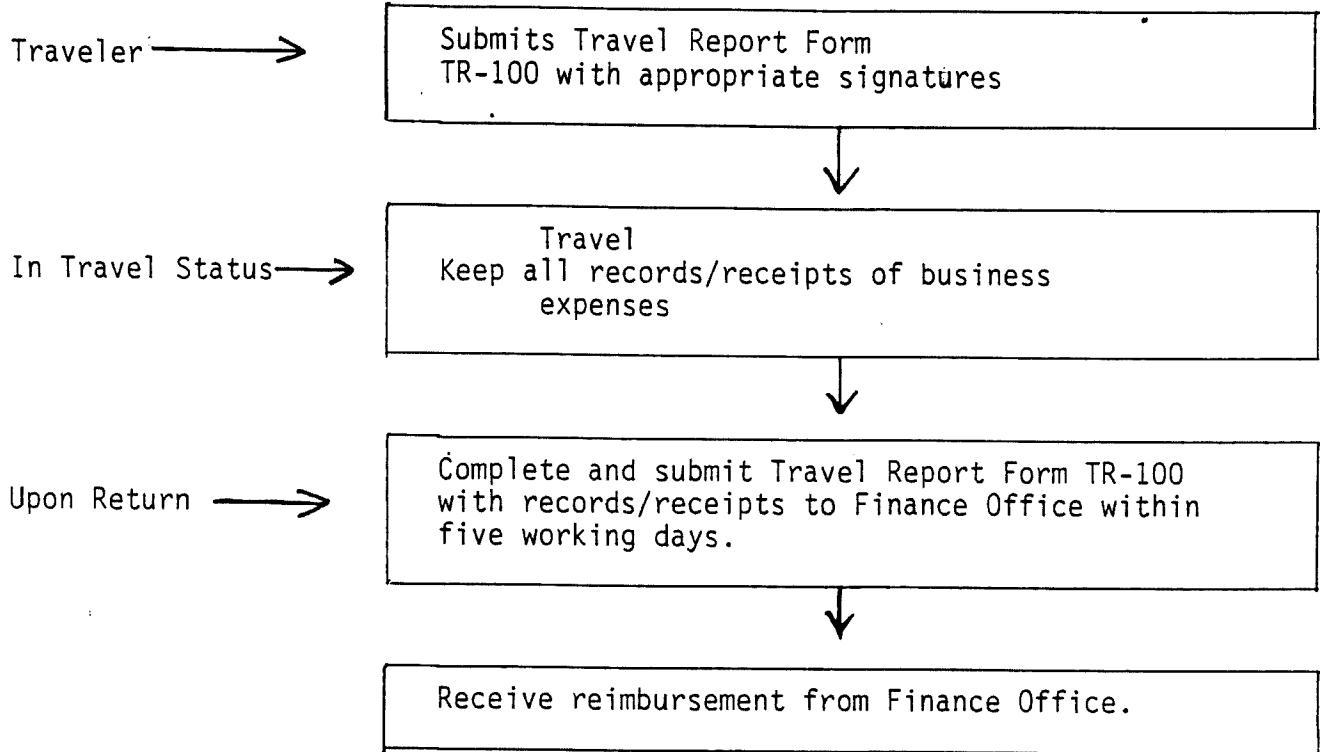 Traveler
Submits Travel Report Form
TR-100 with appropriate signatures
In Travel Status
Travel
Keep all records/receipts of business
expenses
Upon Return
Complete and submit Travel Report Form TR-100
with records/receipts to Finance Office within
five working days.
Receive reimbursement from Finance Office.